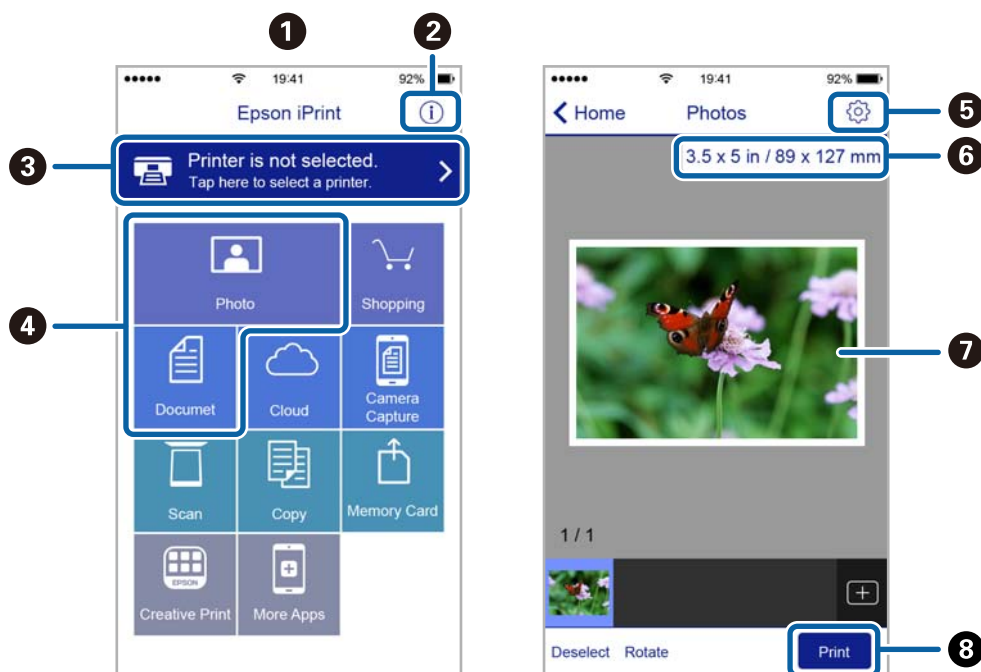 1
2
19:41
92%
Epson iPrint
3
Printer is not selected.
Tap here to select a printer.
4
Photo
Shopping
Documet
Cloud
Camera
Capture
Scan
Copy
Memory Card
EPSON
Creative Print
More Apps
19:41
92%
Home
Photos
5
3.5 x 5 in / 89 x 127 mm
6
7
1 / 1
Deselect
Rotate
Print
8